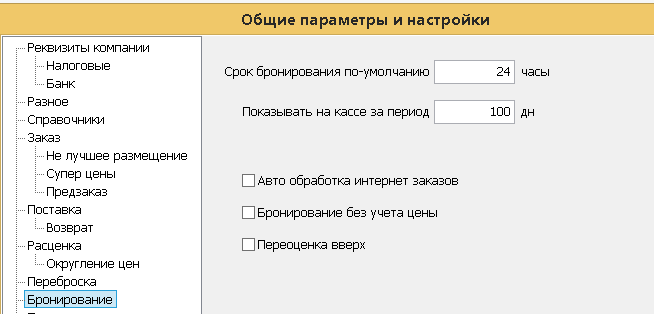 Общие параметры и настройки
Реквизиты компании
Налоговые
Банк
Разное
Справочники
Заказ
Не лучшее размещение
Супер цены
Предзаказ
Поставка
Возврат
Расценка
Округление цен
Переброска
Бронирование
Срок бронирования по-умолчанию 24 часы
Показывать на кассе за период 100 дн
Авто обработка интернет заказов
Бронирование без учета цены
Переоценка вверх